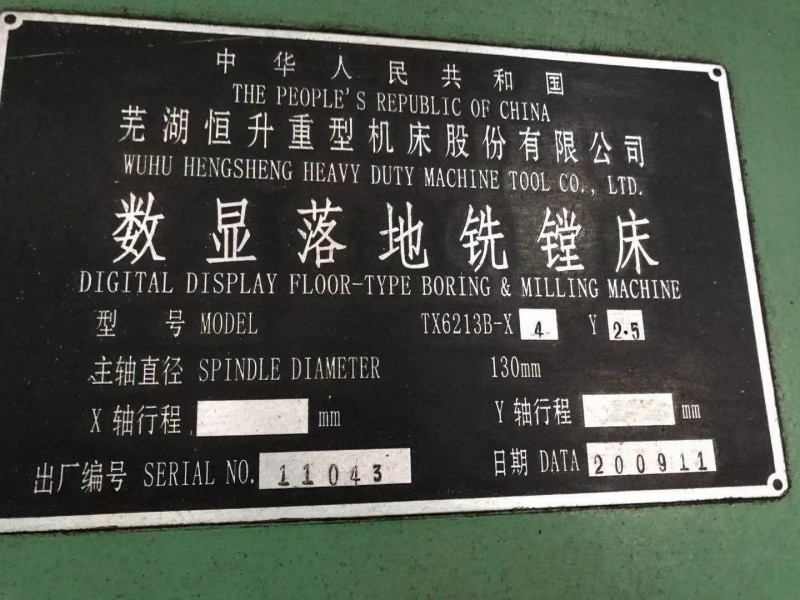 中华人民共和国
THE PEOPLE'S REPUBLIC OF CHINA
芜湖恒升重型机床股份有限公司
WUHU HENGSHENG HEAVY DUTY MACHINE TOOL CO., LTD.
数显落地铣镗床
DIGITAL DISPLAY FLOOR-TYPE BORING & MILLING MACHINE
型 号 MODEL TX6213B-X 4 Y 2.5
主轴直径 SPINDLE DIAMETER 130mm
X 轴行程 mm Y 轴行程 mm
出厂编号 SERIAL NO. 11043 日期 DATA 200911